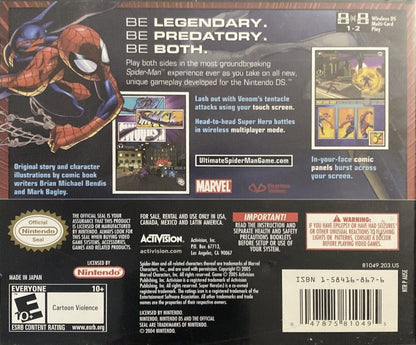 BE LEGENDARY.
BE PREDATORY.
BE BOTH.
Wireless DS
Multi-Card
Play
1-2
Play both sides in the most groundbreaking
Spider-Man experience ever as you take on all new,
unique gameplay developed for the Nintendo DS.™
Lash out with Venom's tentacle
attacks using your touch screen.
Head-to-head Super Hero battles
in wireless multiplayer mode.
UltimateSpiderManGame.com
Original story and character
illustrations by comic book
writers Brian Michael Bendis
and Mark Bagley.
MARVEL
In-your-face comic
panels burst across
your screen.
Official
Nintendo
Seal
THE OFFICIAL SEAL IS YOUR
ASSURANCE THAT THIS PRODUCT
IS LICENSED OR MANUFACTURED
BY NINTENDO. ALWAYS LOOK FOR
THIS SEAL WHEN BUYING VIDEO
GAME SYSTEMS, ACCESSORIES,
GAMES AND RELATED PRODUCTS.
FOR SALE, RENTAL AND USE ONLY IN USA,
CANADA, MEXICO AND LATIN AMERICA.
ACTIVISION.
Activision, Inc.
P.O. Box 67713,
Los Angeles, CA 90067
IMPORTANT!
READ THE INSTRUCTION
AND SEPARATE HEALTH AND
SAFETY PRECAUTIONS BOOKLETS
BEFORE SETUP OR USE OF
YOUR SYSTEM.
WARNING!
IF YOU HAVE EPILEPSY OR HAVE HAD SEIZURES
OR OTHER UNUSUAL REACTIONS TO FLASHING
LIGHTS OR PATTERNS, CONSULT A DOCTOR
BEFORE PLAYING VIDEO GAMES.
MADE IN JAPAN
LICENSED BY
Nintendo
EVERYONE 10+
Cartoon Violence
ESRB CONTENT RATING
www.esrb.org
NINTENDO, NINTENDO DS AND THE OFFICIAL
SEAL ARE TRADEMARKS OF NINTENDO.
© 2004 NINTENDO.
81049.203.US
ISBN 1-58416-867-6
47875 81049
NTR P AUSE